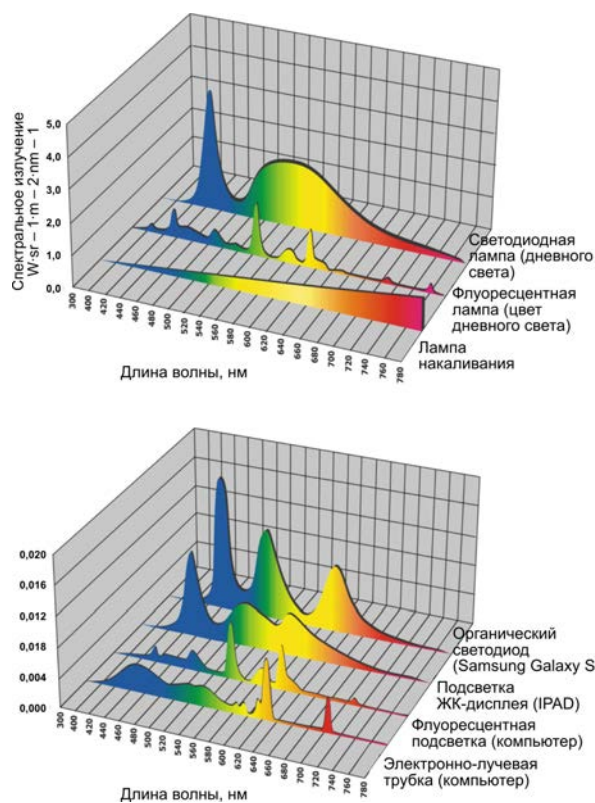 Спектральное излучение
W·sr – 1·m – 2·nm – 1
5,0
4,0
3,0
2,0
1,0
0,0
300 400 420 440 460 480 500 520 540 560 580 600 620 640 660 680 700 720 740 760 780
Длина волны, нм
Светодиодная
лампа (дневного
света)
Флуоресцентная
лампа (цвет
дневного света)
Лампа
накаливания
0,020
0,016
0,012
0,018
0,004
0,000
300 400 420 440 460 480 500 520 540 560 580 600 620 640 660 680 700 720 740 760 780
Длина волны, нм
Органический
светодиод
(Samsung Galaxy S
Подсветка
ЖК-дисплея (IPAD)
Флуоресцентная
подсветка (компьютер)
Электронно-лучевая
трубка (компьютер)